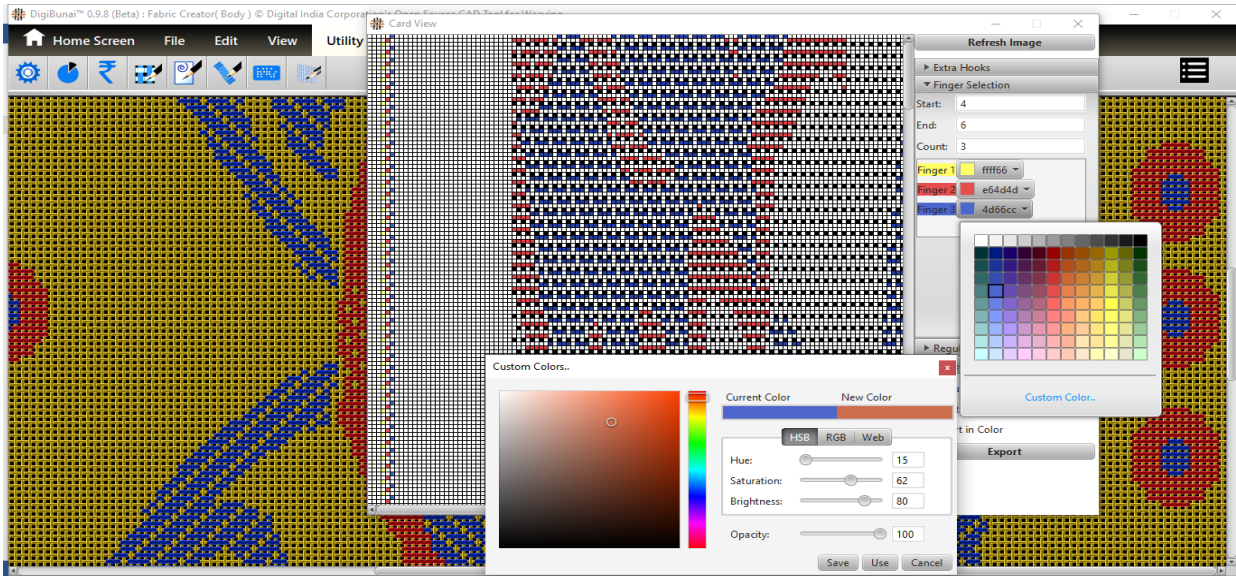 DigiBunai™ 0.9.8 (Beta) : Fabric Creator( Body ) © Digital India Corporation's Open Source CAD Tool for Weaving
Card View
Home Screen File Edit View Utility
Refresh Image
Extra Hooks
Finger Selection
Start: 4
End: 6
Count: 3
Finger 1 ffff66
Finger 2 e64d4d
Finger 3 4d66cc
Custom Color..
t in Color
Export
Custom Colors..
Current Color New Color
HSB RGB Web
Hue: 15
Saturation: 62
Brightness: 80
Opacity: 100
Save Use Cancel